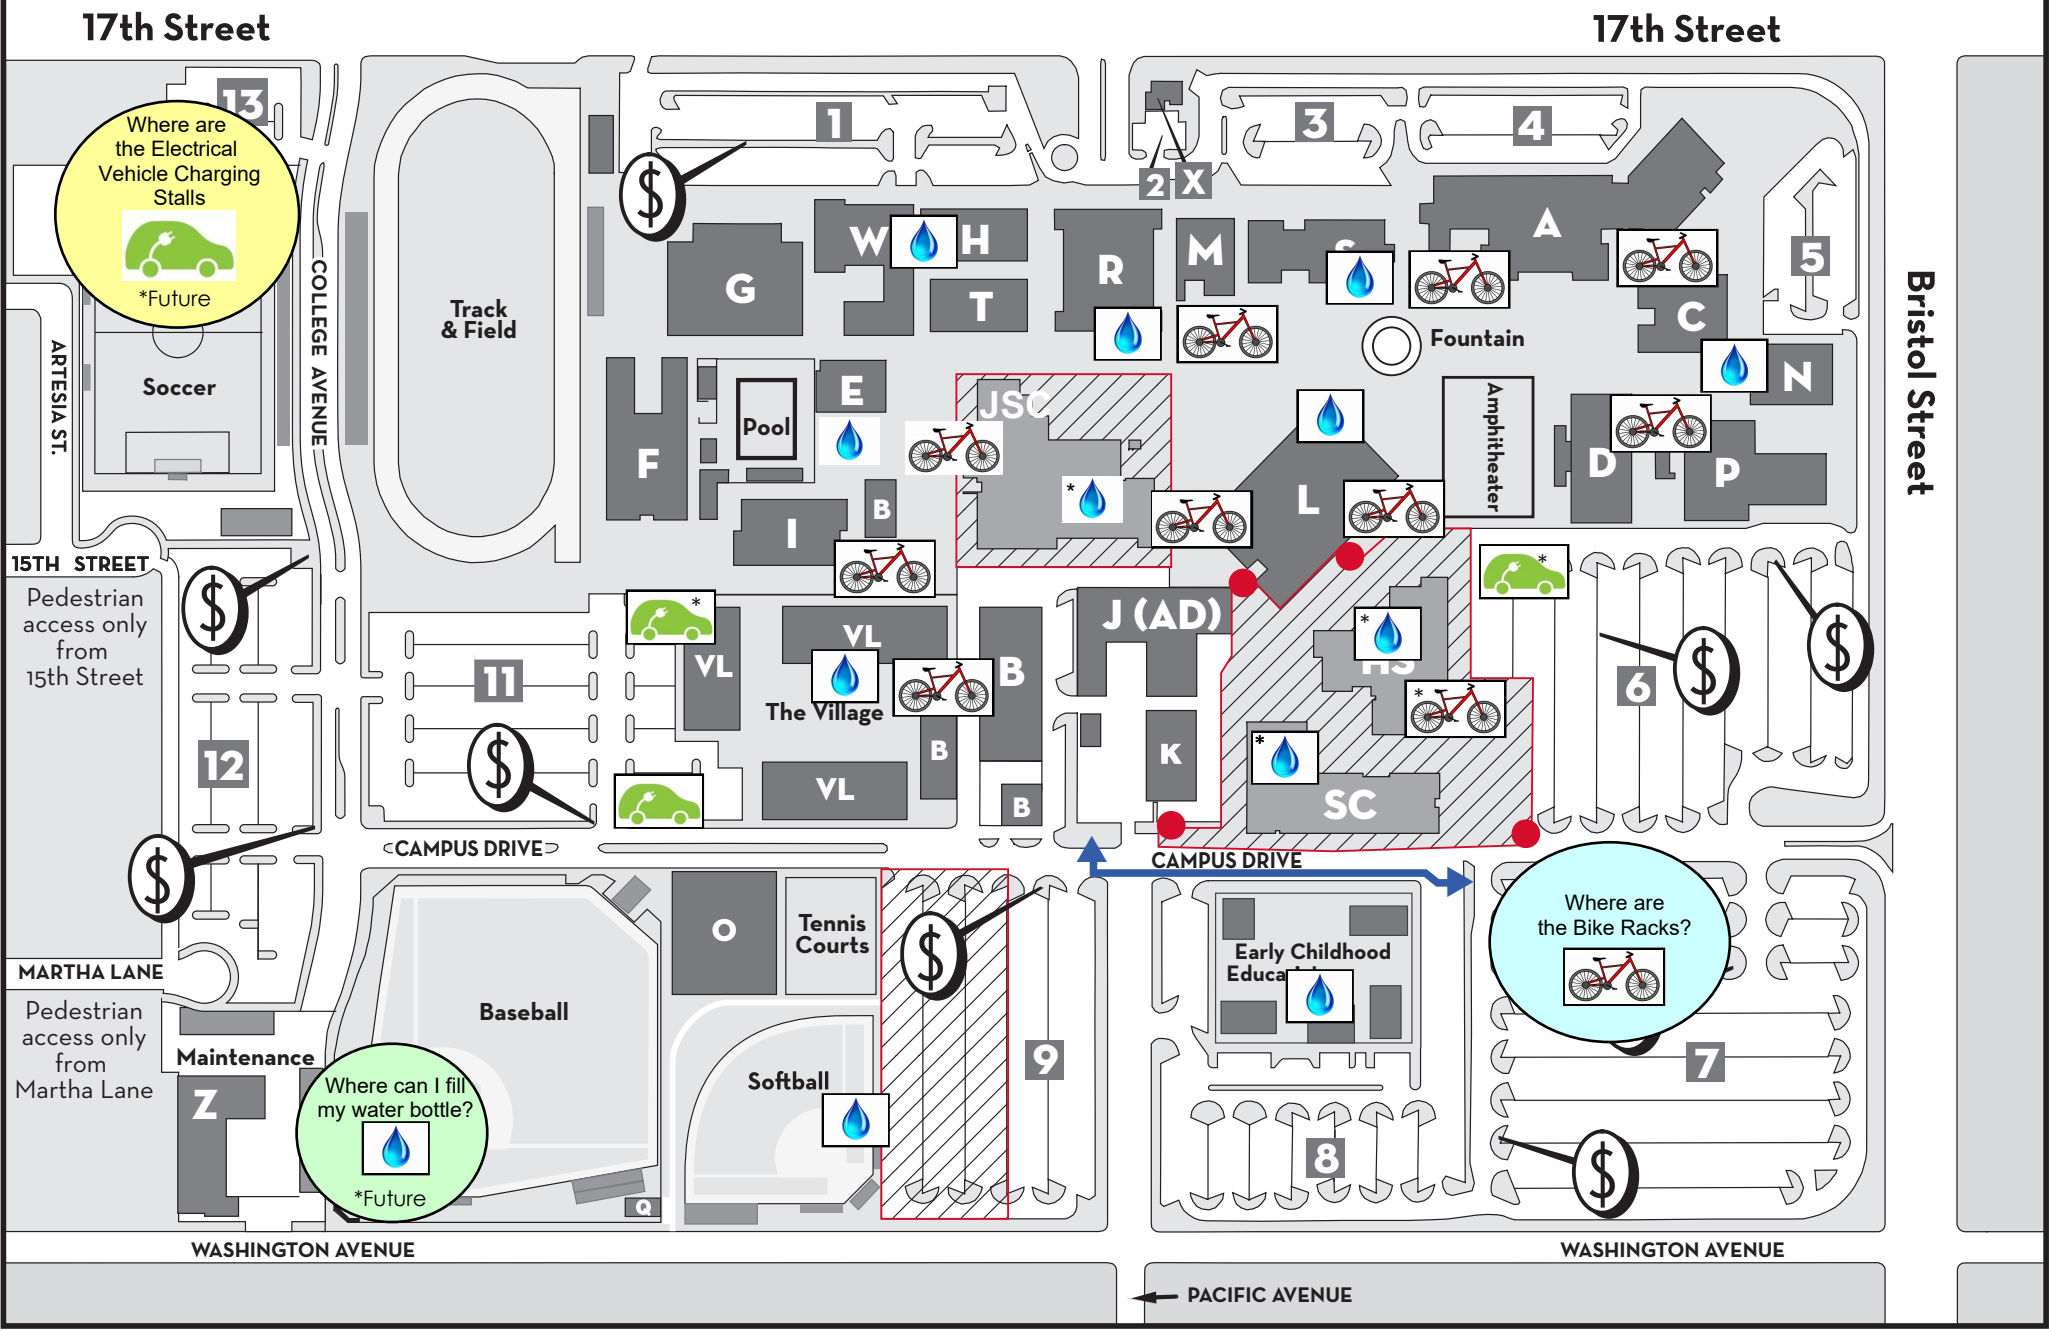 17th Street
17th Street
13
1
3
4
2
X
5
Where are
the Electrical
Vehicle Charging
Stalls
*Future
COLLEGE AVENUE
ARTESIA ST.
Bristol Street
Track
& Field
Soccer
G
W
H
T
R
M
S
A
C
N
Fountain
Amphitheater
E
Pool
F
JSC
*
L
D
P
I
B
15TH STREET
Pedestrian
access only
from
15th Street
11
12
*
VL
VL
The Village
VL
B
B
B
J (AD)
K
*
HS
*
*
SC
*
6
$
$
$
$
$
$
$
$
CAMPUS DRIVE
CAMPUS DRIVE
MARTHA LANE
Pedestrian
access only
from
Martha Lane
Maintenance
Z
Where can I fill
my water bottle?
*Future
Baseball
O
Tennis
Courts
Softball
Q
9
Early Childhood
8
Where are
the Bike Racks?
7
WASHINGTON AVENUE
WASHINGTON AVENUE
PACIFIC AVENUE